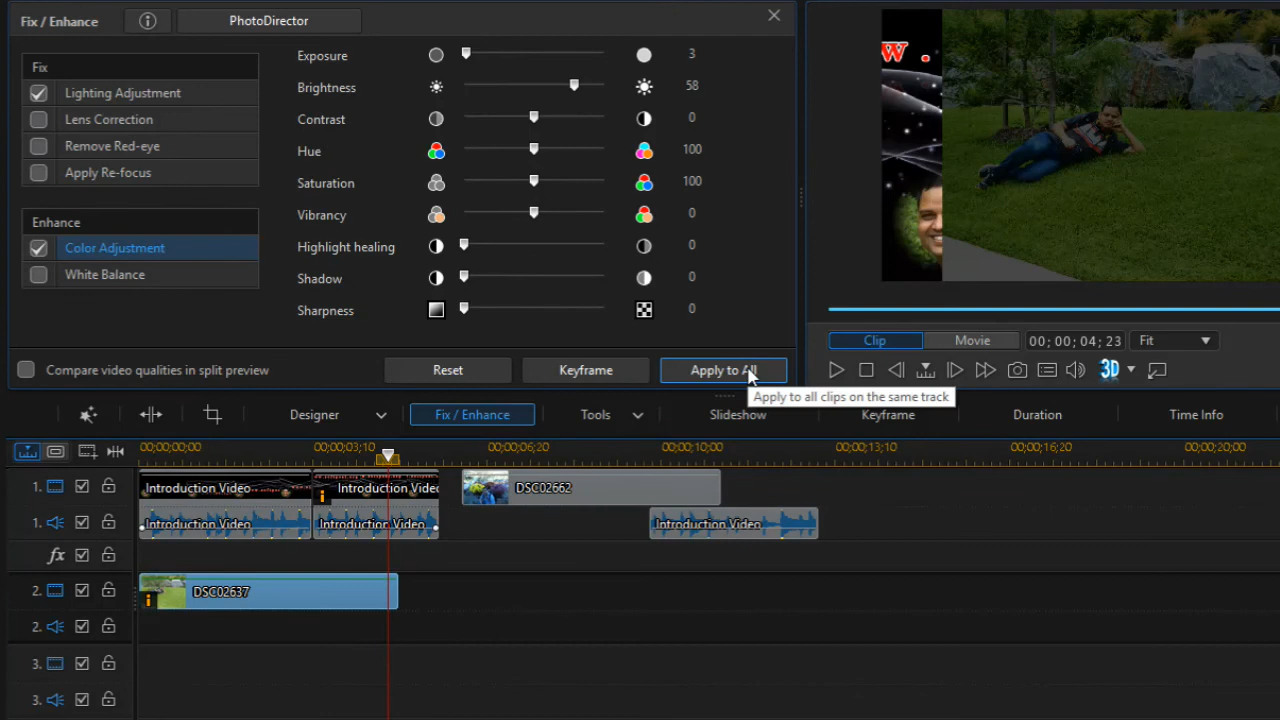 Fix / Enhance
PhotoDirector
Fix
Lighting Adjustment
Lens Correction
Remove Red-eye
Apply Re-focus
Enhance
Color Adjustment
White Balance
Exposure 3
Brightness 58
Contrast 0
Hue 100
Saturation 100
Vibrancy 0
Highlight healing 0
Shadow 0
Sharpness 0
Compare video qualities in split preview
Reset
Keyframe
Apply to All
Apply to all clips on the same track
w .
Clip
Movie
00; 00; 04; 23
Fit
3D
Designer
Fix / Enhance
Tools
Slideshow
Keyframe
Duration
Time Info
00;00;00;00 00;00;03;10 00;00;06;20 00;00;10;00 00;00;13;10 00;00;16;20 00;00;20;00
1. Introduction Video Introduction Video DSC02662
1. Introduction Video Introduction Video Introduction Video
fx
2. DSC02637
2.
3.
3.